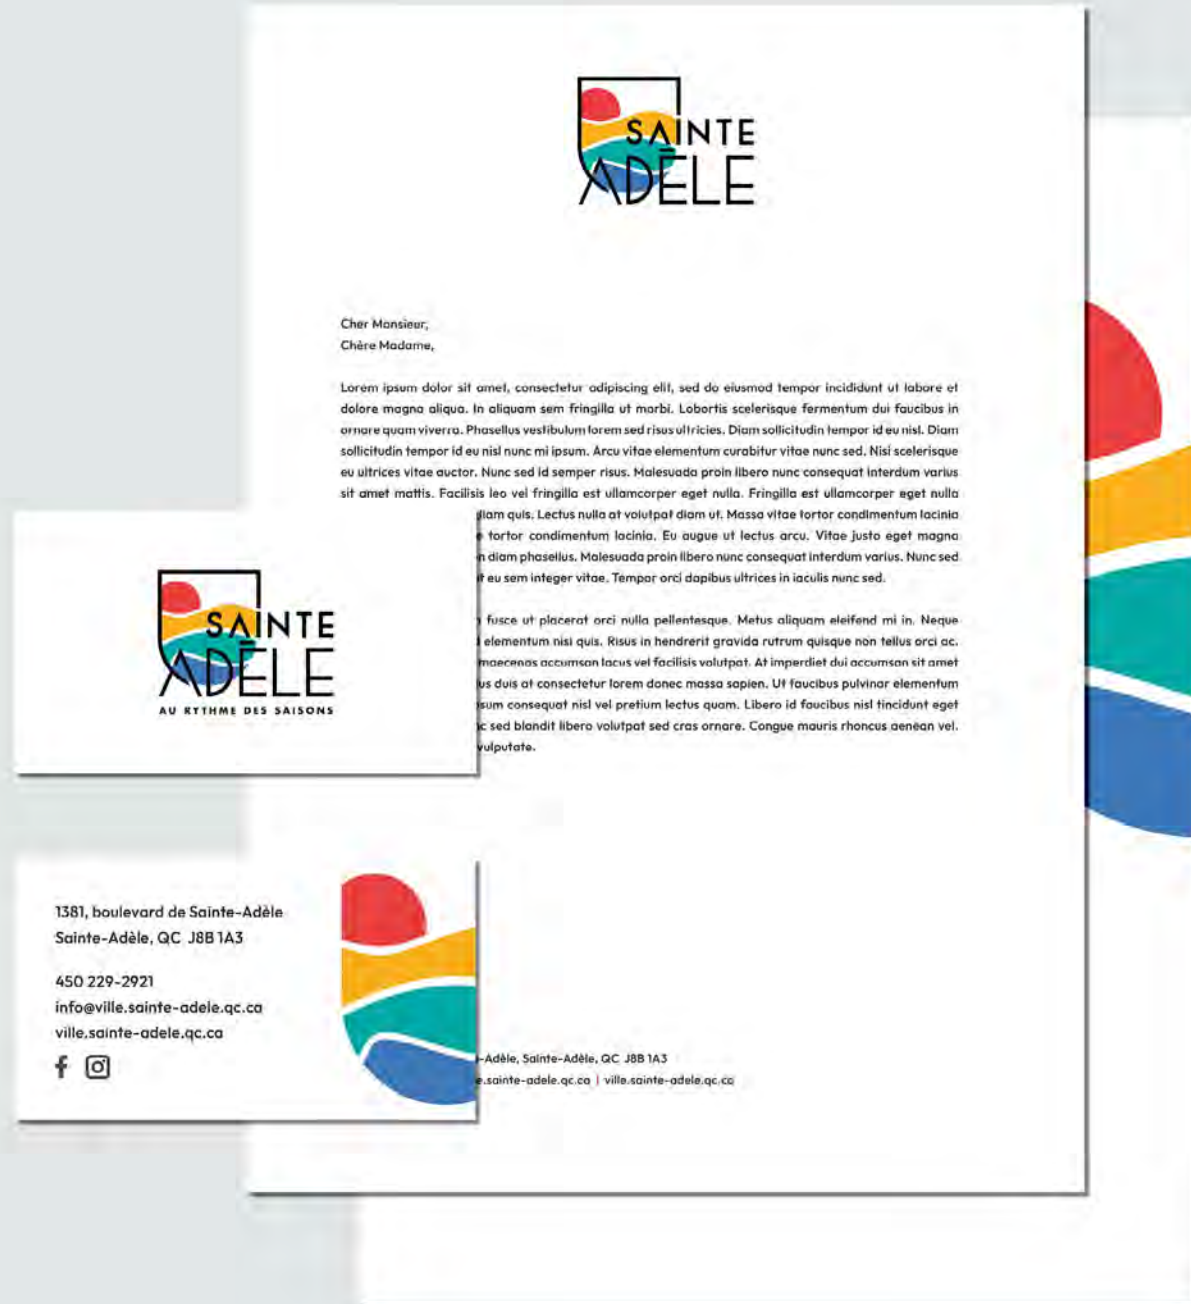 SAINTE
ADÈLE
Cher Monsieur,
Chère Madame,
Lorem ipsum dolor sit amet, consectetur adipiscing elit, sed do eiusmod tempor incididunt ut labore et
dolore magna aliqua. In aliquam sem fringilla ut morbi. Lobortis scelerisque fermentum dui faucibus in
ornare quam viverra. Phasellus vestibulum lorem sed risus ultricies. Diam sollicitudin tempor id eu nisl. Diam
sollicitudin tempor id eu nisl nunc mi ipsum. Arcu vitae elementum curabitur vitae nunc sed. Nisi scelerisque
eu ultrices vitae auctor. Nunc sed id semper risus. Malesuada proin libero nunc consequat interdum varius
sit amet mattis. Facilisis leo vel fringilla est ullamcorper eget nulla. Fringilla est ullamcorper eget nulla
diam quis. Lectus nulla at volutpat diam ut. Massa vitae tortor condimentum lacinia
tortor condimentum lacinia. Eu augue ut lectus arcu. Vitae justo eget magna
diam phasellus. Malesuada proin libero nunc consequat interdum varius. Nunc sed
eu sem integer vitae. Tempor orci dapibus ultrices in iaculis nunc sed.
fusce ut placerat orci nulla pellentesque. Metus aliquam eleifend mi in. Neque
elementum nisi quis. Risus in hendrerit gravida rutrum quisque non tellus orci ac.
maecenas accumsan lacus vel facilisis volutpat. At imperdiet dui accumsan sit amet
us duis at consectetur lorem donec massa sapien. Ut faucibus pulvinar elementum
sum consequat nisl vel pretium lectus quam. Libero id faucibus nisl tincidunt eget
c sed blandit libero volutpat sed cras ornare. Congue mauris rhoncus aenean vel.
vulputate.
SAINTE
ADÈLE
AU RYTHME DES SAISONS
1381, boulevard de Sainte-Adèle
Sainte-Adèle, QC J8B 1A3
450 229-2921
info@ville.sainte-adele.qc.ca
ville.sainte-adele.qc.ca
-Adèle, Sainte-Adèle, QC J8B 1A3
e.sainte-adele.qc.ca | ville.sainte-adele.qc.ca